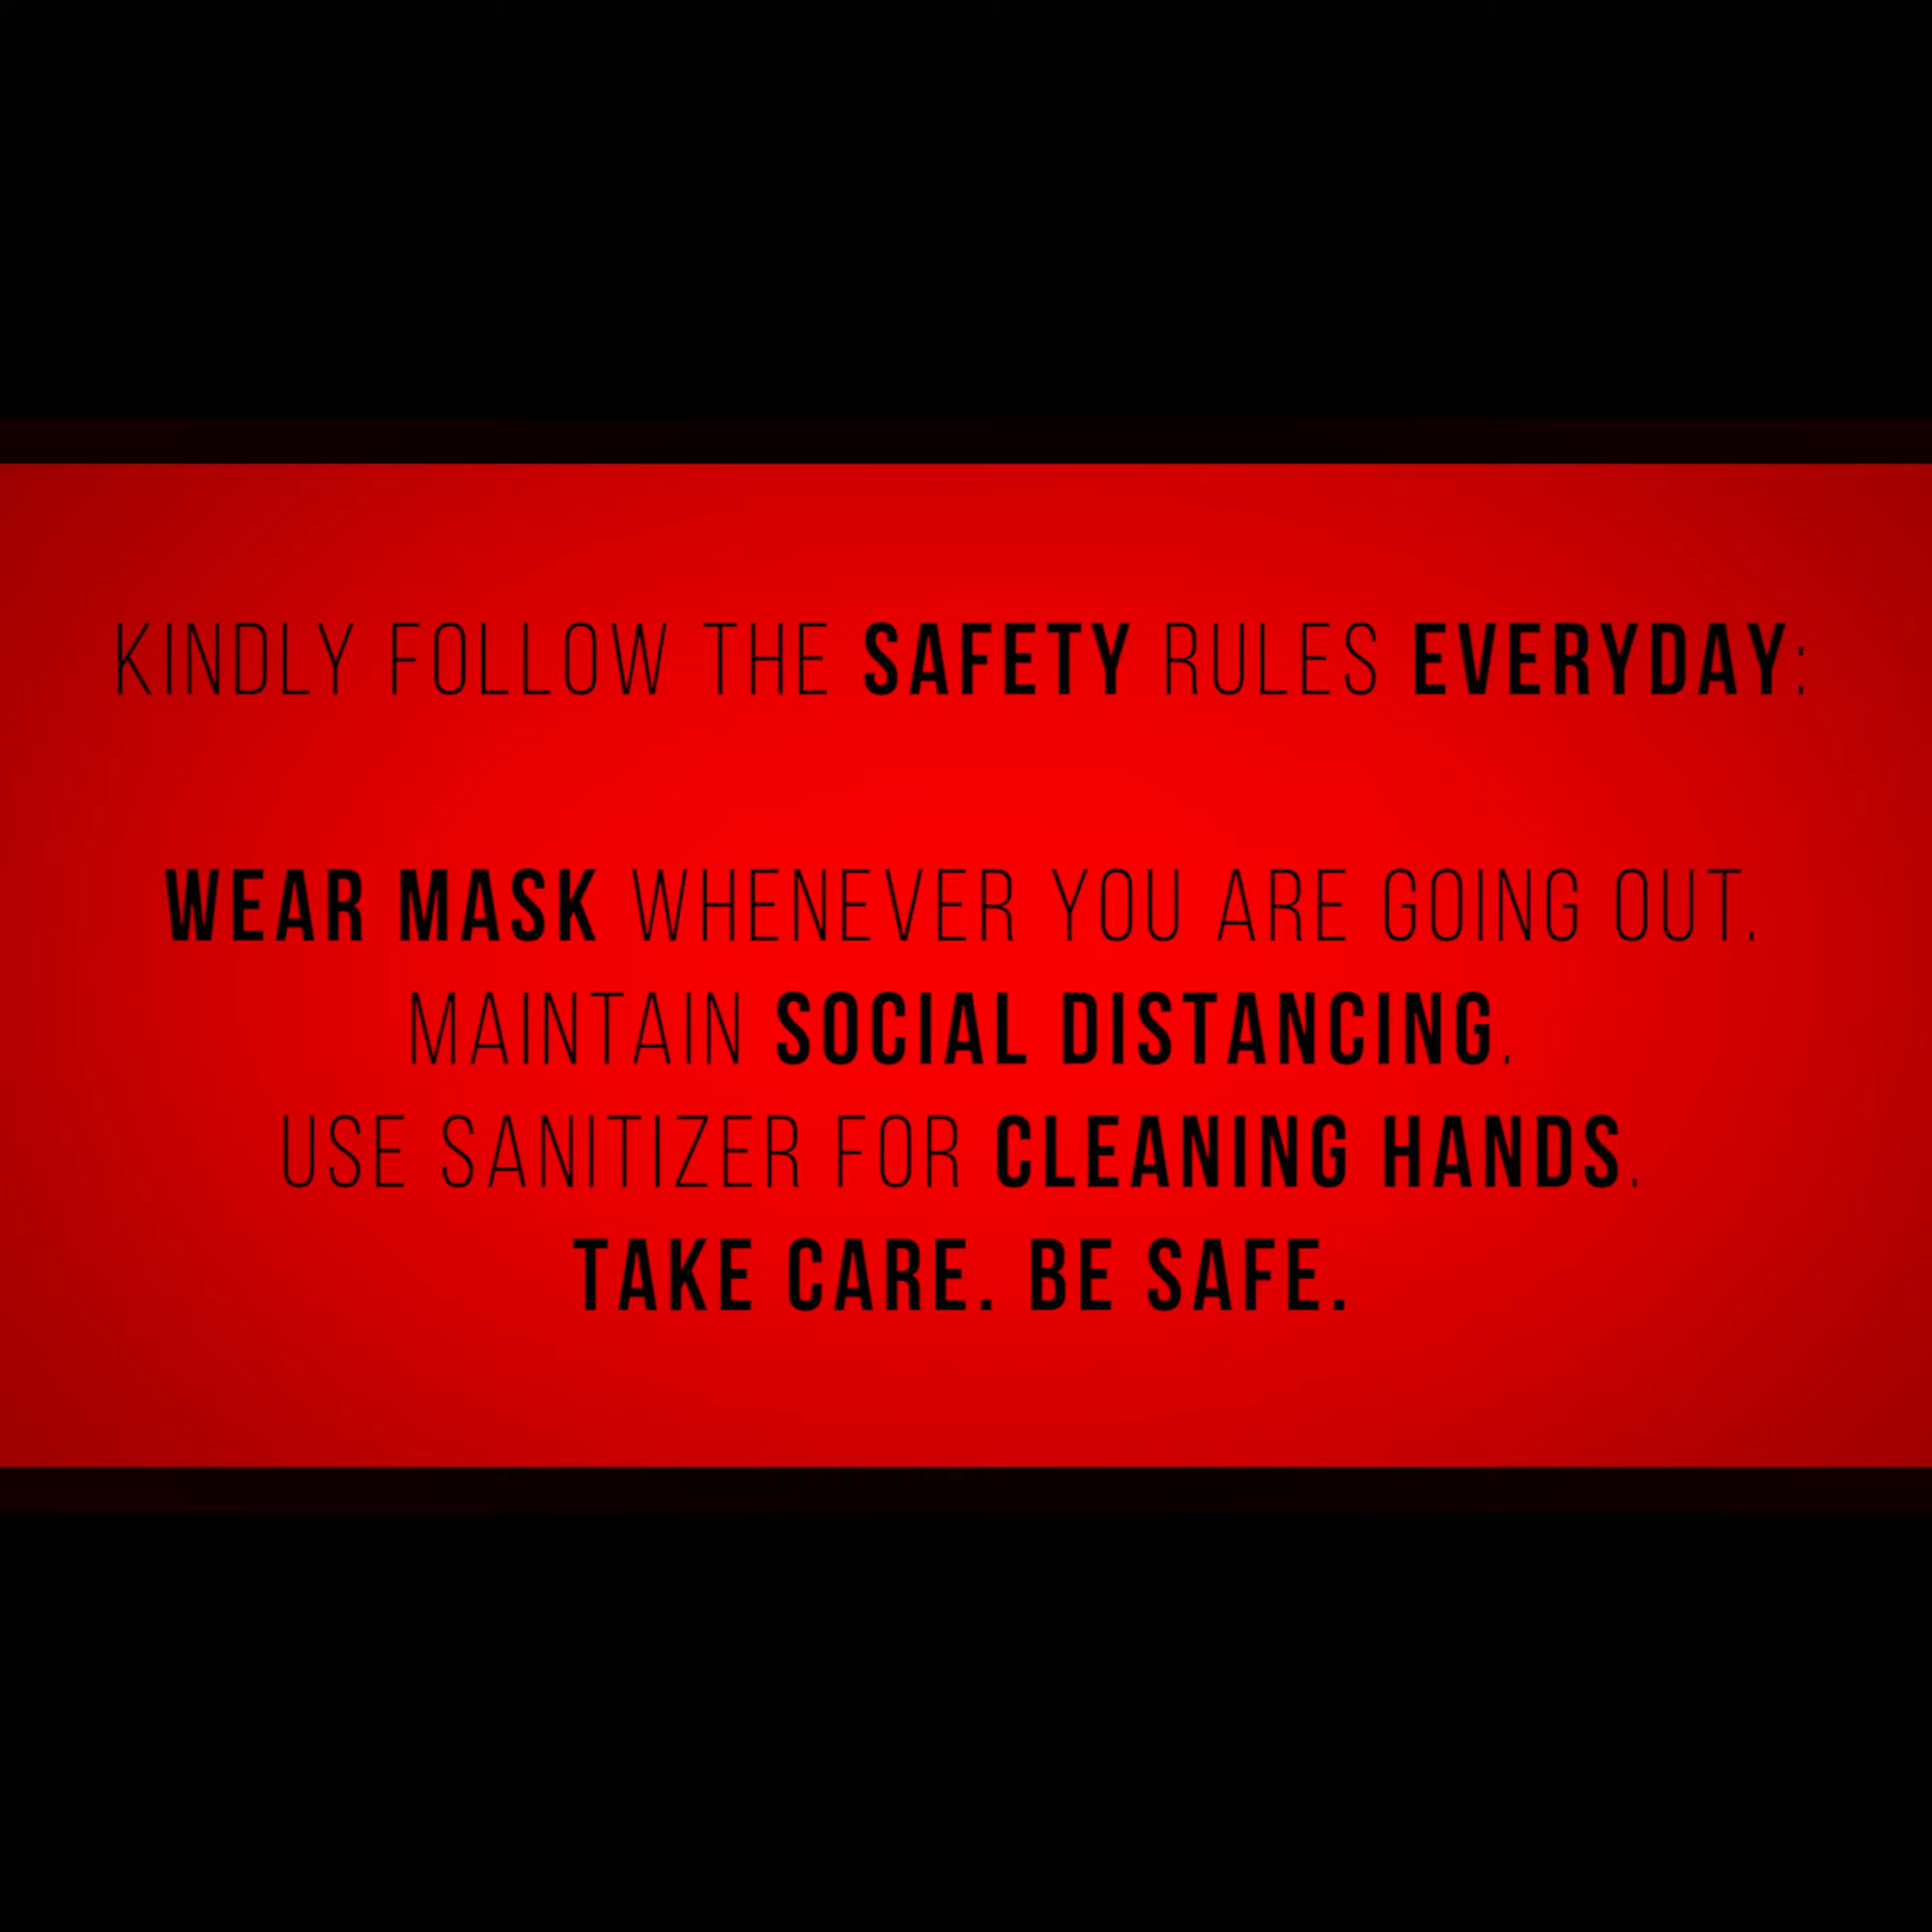 KINDLY FOLLOW THE SAFETY RULES EVERYDAY:
WEAR MASK WHENEVER YOU ARE GOING OUT.
MAINTAIN SOCIAL DISTANCING.
USE SANITIZER FOR CLEANING HANDS.
TAKE CARE. BE SAFE.